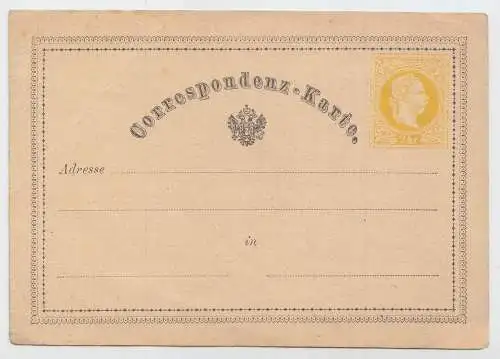 Correspondenz-Karte.
Adresse
in